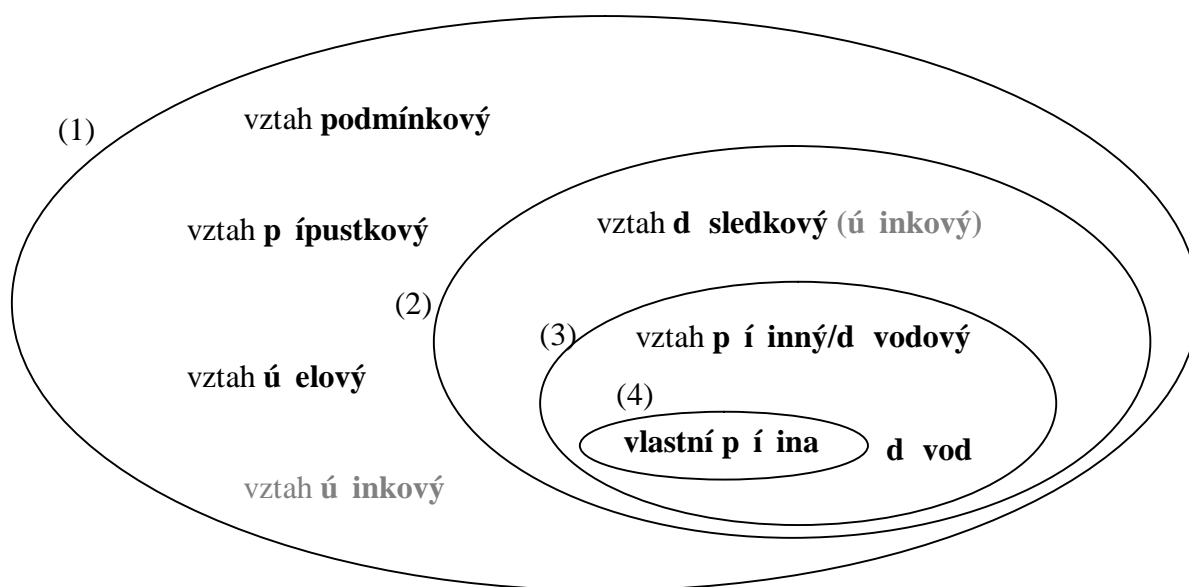 (1)
vztah podmínkový
vztah p ípustkový
vztah d sledkový (ú inkový)
(2)
(3)
vztah p í inný/d vodový
vztah ú elový
(4)
vlastní p í ina
d vod
vztah ú inkový